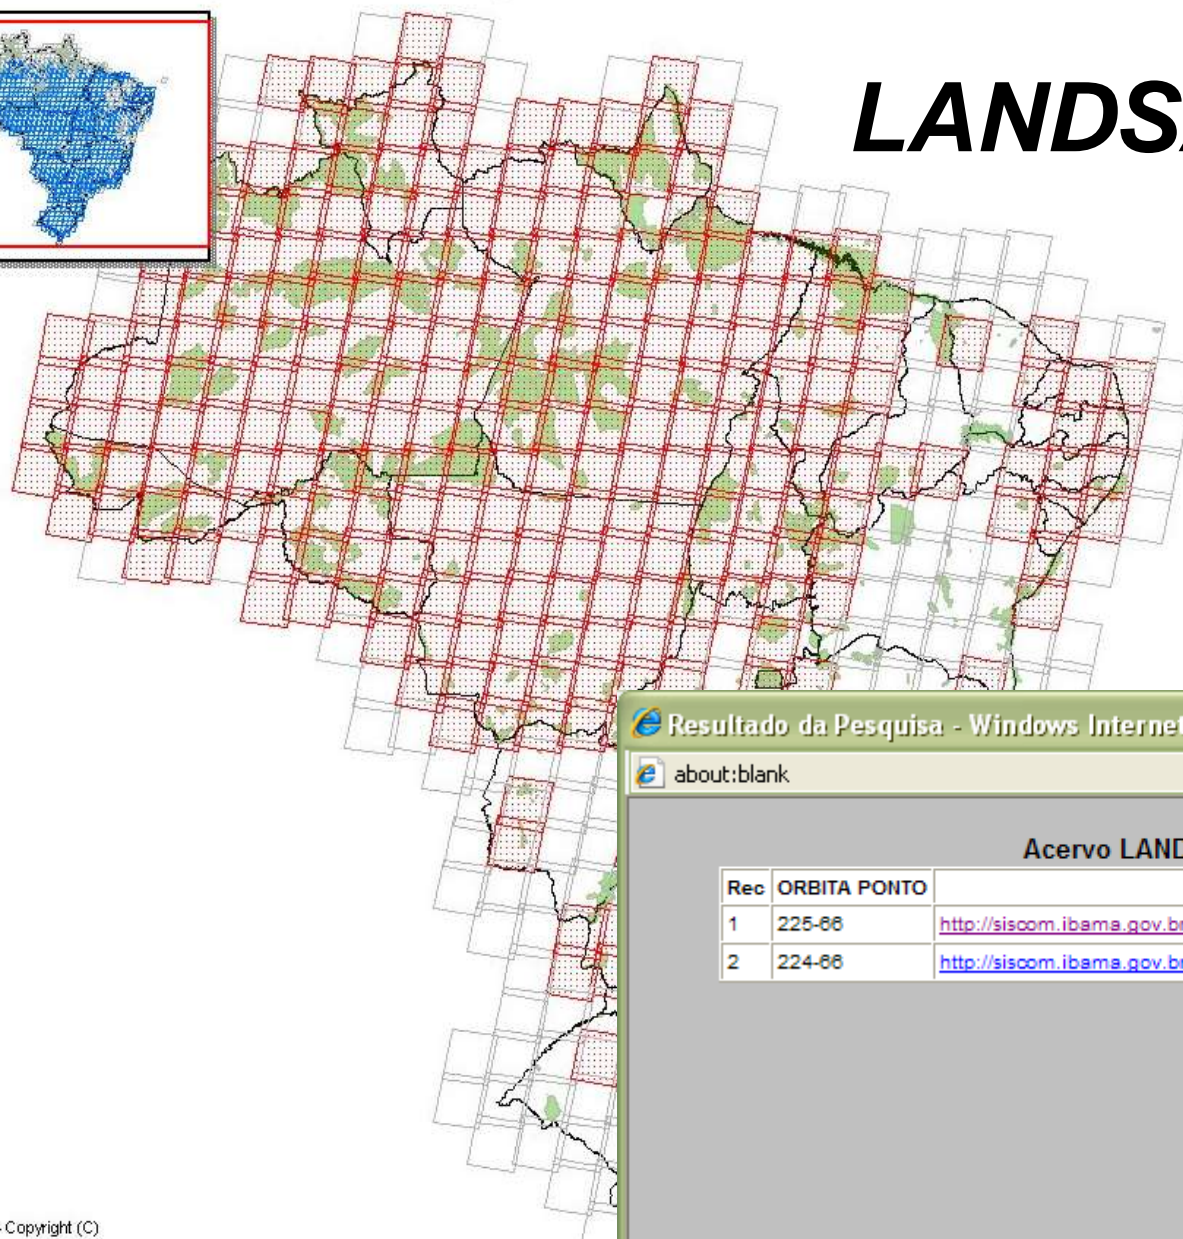 LANDS
Resultado da Pesquisa - Windows Internet
about:blank
Acervo LAND
Rec ORBITA PONTO
1 225-66 http://siscom.ibama.gov.br
2 224-66 http://siscom.ibama.gov.br
Copyright (C)